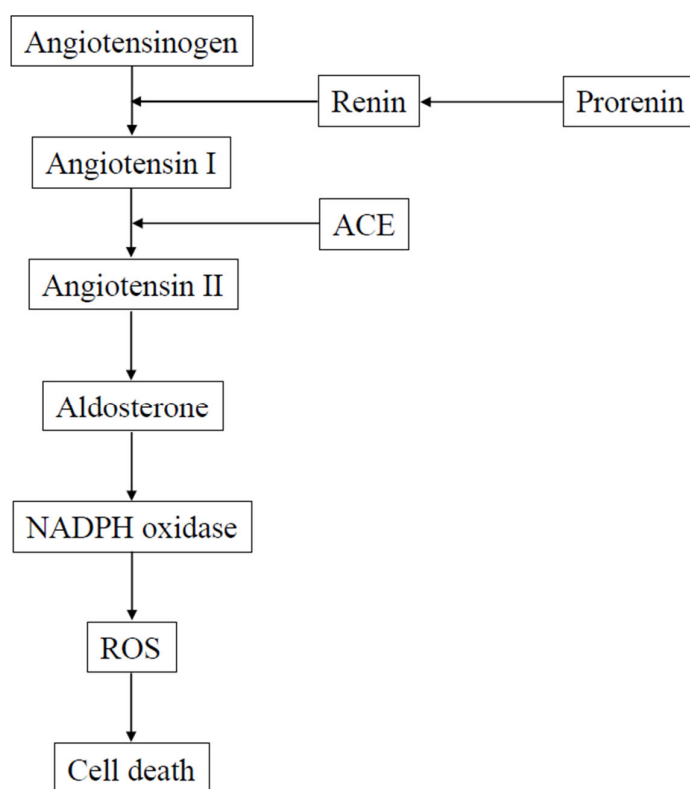 Angiotensinogen
Renin
Prorenin
Angiotensin I
ACE
Angiotensin II
Aldosterone
NADPH oxidase
ROS
Cell death